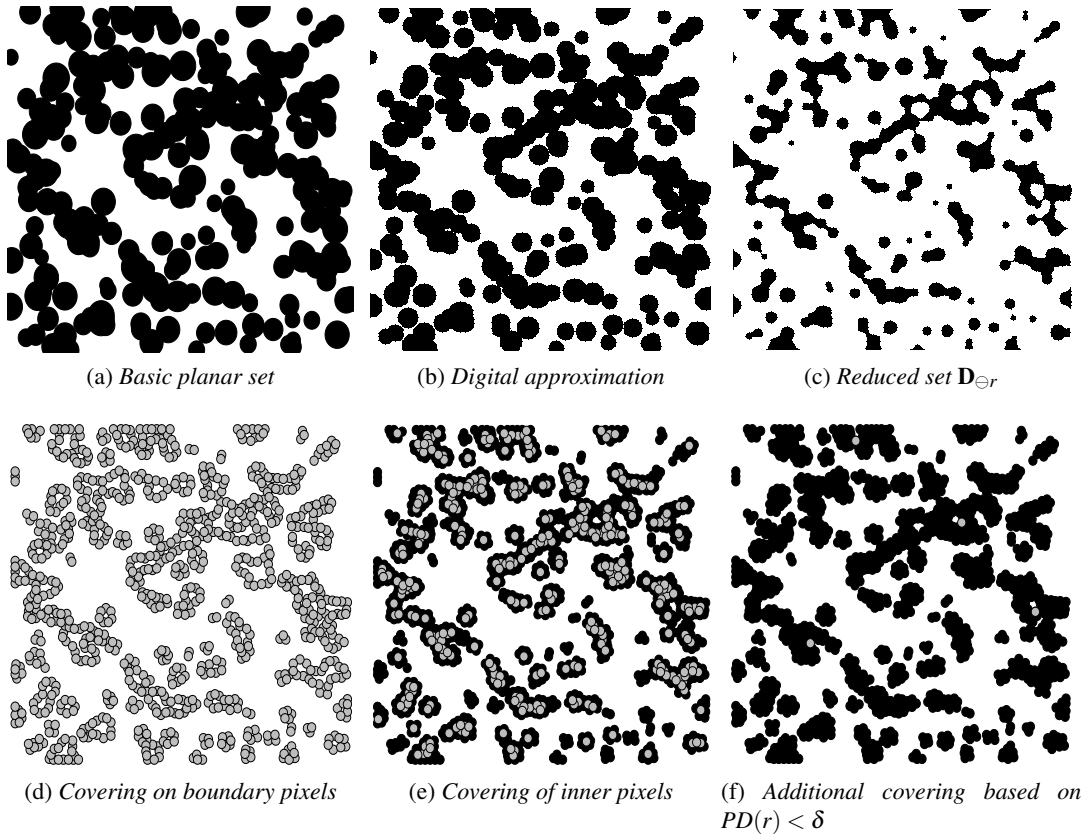 (a) Basic planar set
(b) Digital approximation
(c) Reduced set D⊖r
(d) Covering on boundary pixels
(e) Covering of inner pixels
(f) Additional covering based on
PD(r) < δ